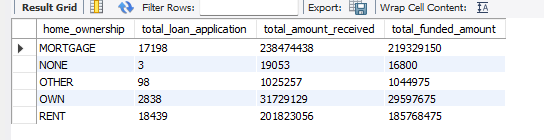 Result Grid Filter Rows: Export: Wrap Cell Content:
home_ownership total_loan_application total_amount_received total_funded_amount
MORTGAGE 17198 238474438 219329150
NONE 3 19053 16800
OTHER 98 1025257 1044975
OWN 2838 31729129 29597675
RENT 18439 201823056 185768475